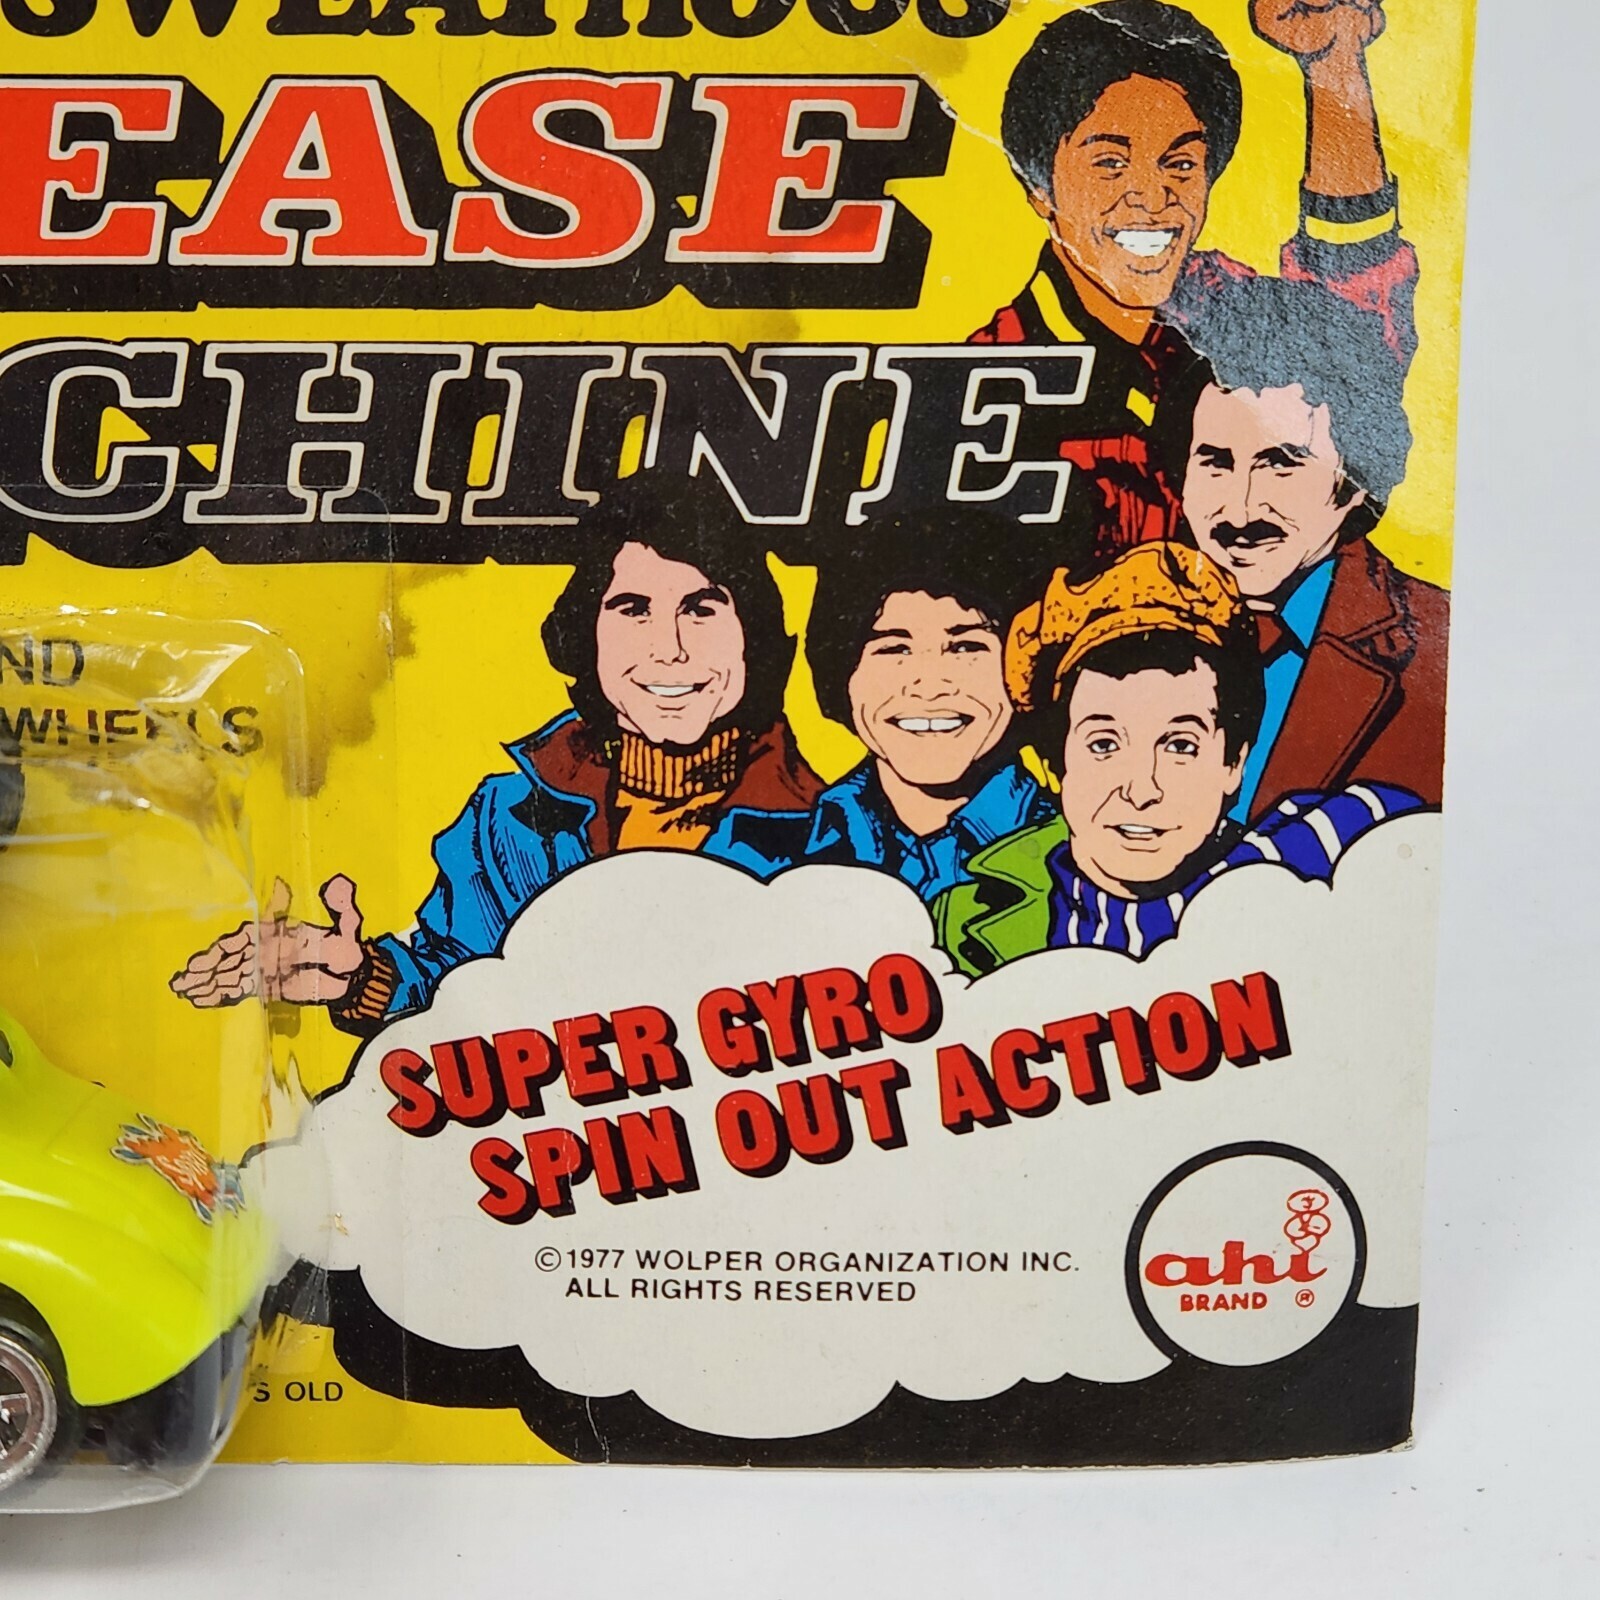 SWEATHOGS
EASE
CHINE
ND
WHEELS
SUPER GYRO
SPIN OUT ACTION
©1977 WOLPER ORGANIZATION INC.
ALL RIGHTS RESERVED
ahi
BRAND ®
S OLD